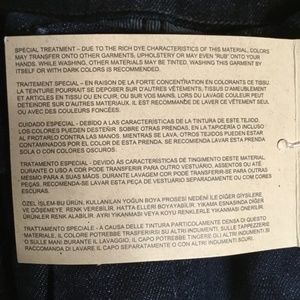 SPECIAL TREATMENT - DUE TO THE RICH DYE CHARACTERISTICS OF THIS MATERIAL, COLORS
MAY TRANSFER ONTO OTHER GARMENTS, UPHOLSTERY OR MAY EVEN "RUB" ONTO YOUR
HANDS. WHILE WASHING, OTHER MATERIALS MAY BE TINTED, WASHING THIS GARMENT BY
ITSELF OR WITH DARK COLORS IS RECOMMENDED.
TRAITEMENT SPECIAL - EN RAISON DE LA FORTE CONCENTRATION EN COLORANTS DE CE TISSU,
LA TEINTURE POURRAIT DÉPOSER SUR D'AUTRES VÊTEMENTS, TISSUS D'AMEUBLEMENT
ET ARTICLES EN TISSU OU EN CUIR, OU SUR VOS MAINS. LORS DU LAVAGE COULEUR PEUT
DÉTEINDRE SUR D'AUTRES MATERIAUX. IL EST RECOMMANDÉ DE LAVER CE VÊTEMENT SEUL
OU AVEC DES COULEURS FONCÉES.
CUIDADO ESPECIAL - DEBIDO A LAS CARACTERÍSTICAS DE LA TINTURA DE ESTE TEJIDO,
LOS COLORES PUEDEN DESTEÑIR SOBRE OTRAS PRENDAS, EN LA TAPICERÍA O INCLUSO
AL FROTARLO CONTRA LAS MANOS. MIENTRAS SE LAVA, OTROS TEJIDOS PUEDEN ESTAR
CONTAMINADOS POR EL COLOR DE ESTA PRENDA. SE RECOMIENDA LAVAR ESTA PRENDA
SOLA O CON COLORES OSCUROS.
TRATAMENTO ESPECIAL - DEVIDO ÀS CARACTERÍSTICAS DE TINGIMENTO DESTE MATERIAL,
DURANTE O USO A COR PODE TRANSFERIR PARA OUTRO VESTUÁRIO, ASSENTOS OU ATÉ
MESMO PARA A SUAS MÃOS. DURANTE LAVAGEM COR PODE TRANSFERIR-SE PARA OUTRAS
PEÇAS, RECOMENDA-SE LAVAR ESTA PEÇA DE VESTUÁRIO SEPARADAMENTE OU COM CORES
ESCURAS.
ÖZEL İŞLEM-BU ÜRÜN, KULLANILAN YOĞUN BOYA PROSESİ NEDENİ İLE DİĞER GİYSİLERE
VE DÖŞEMEYE RENK VEREBİLİR, HATTA ELLERİ BOYAYABİLİR. YIKAMA ESNASINDA DİĞER
ÜRÜNLER RENK ALABİLİR. AYRI YIKANMASI VEYA KOYU RENKLERLE YIKANMASI ÖNERİLİR.
TRATTAMENTO SPECIALE - A CAUSA DELLE TINTURE PARTICOLARMENTE DENSA DI QUESTO
MATERIALE, IL COLORE POTREBBE TRASFERIRSI SU ALTRI INDUMENTI, SULLE TAPPEZZERIE
O SULLE MANI DURANTE IL LAVAGGIO, IL CAPO POTREBBE TINGERE GLI ALTRI INDUMENTI SI
RACCOMANDA DI LAVARE IL CAPO SEPARATAMENTE O CON ALTRI INDUMENTI
SCURI.